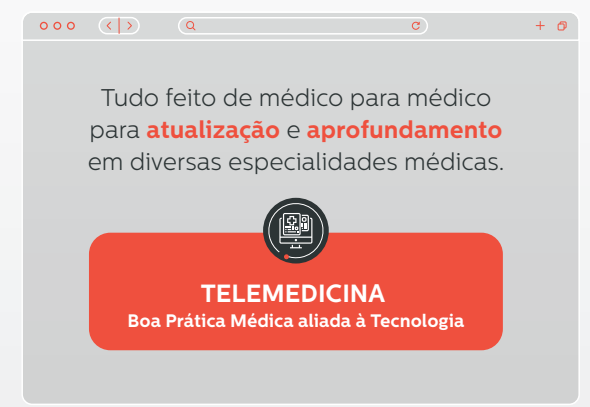 Tudo feito de médico para médico
para atualização e aprofundamento
em diversas especialidades médicas.
TELEMEDICINA
Boa Prática Médica aliada à Tecnologia